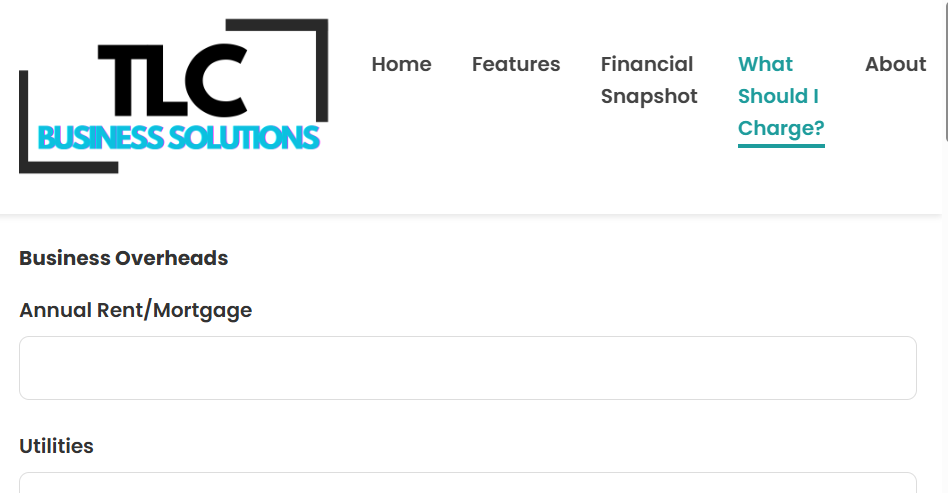 TLC
BUSINESS SOLUTIONS
Home
Features
Financial
Snapshot
What
Should I
Charge?
About
Business Overheads
Annual Rent/Mortgage
Utilities